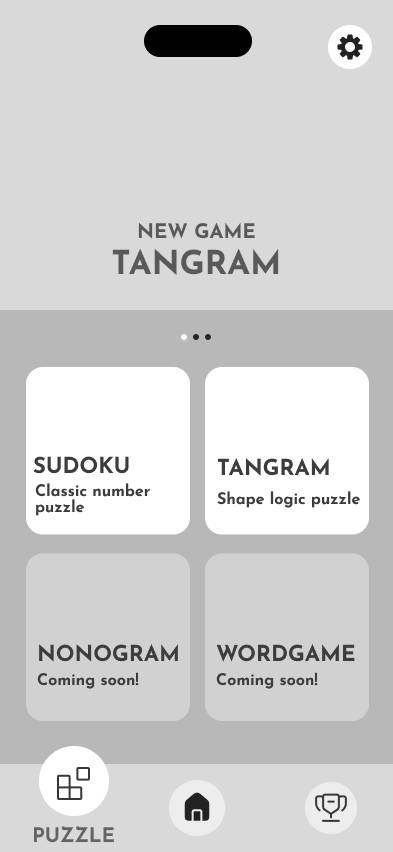 NEW GAME
TANGRAM
SUDOKU
Classic number
puzzle
TANGRAM
Shape logic puzzle
NONOGRAM
Coming soon!
WORDGAME
Coming soon!
PUZZLE